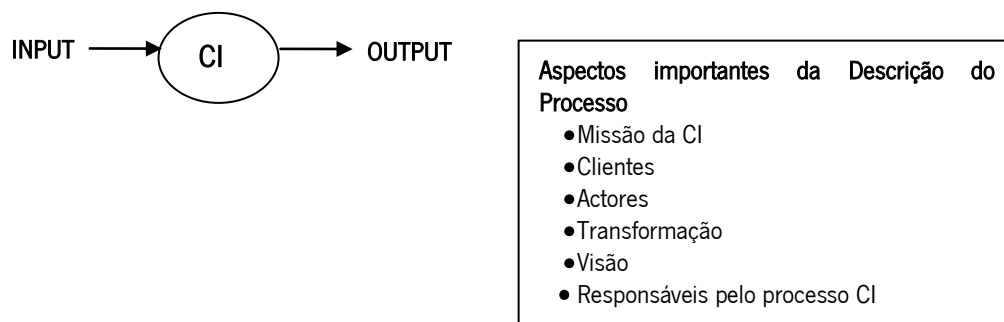 INPUT CI OUTPUT
Aspectos importantes da Descrição do
Processo
●Missão da CI
●Clientes
●Actores
●Transformação
●Visão
● Responsáveis pelo processo CI